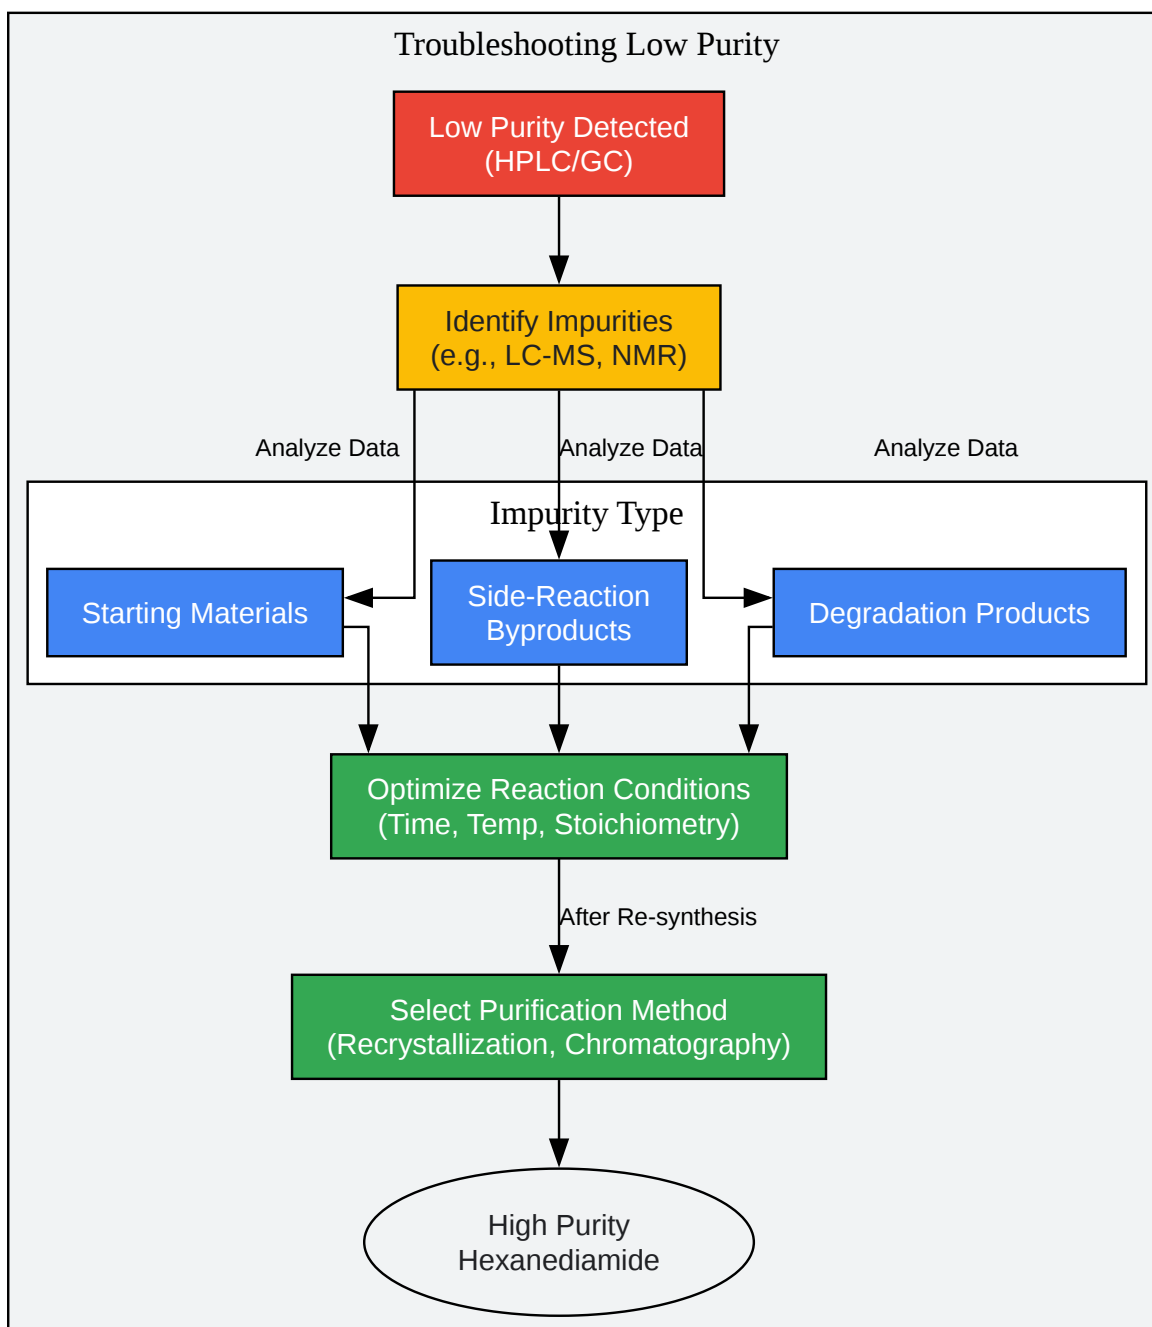 Troubleshooting Low Purity
Low Purity Detected
(HPLC/GC)
Identify Impurities
(e.g., LC-MS, NMR)
Analyze Data
Analyze Data
Analyze Data
Impurity Type
Starting Materials
Side-Reaction
Byproducts
Degradation Products
Optimize Reaction Conditions
(Time, Temp, Stoichiometry)
After Re-synthesis
Select Purification Method
(Recrystallization, Chromatography)
High Purity
Hexanediamide